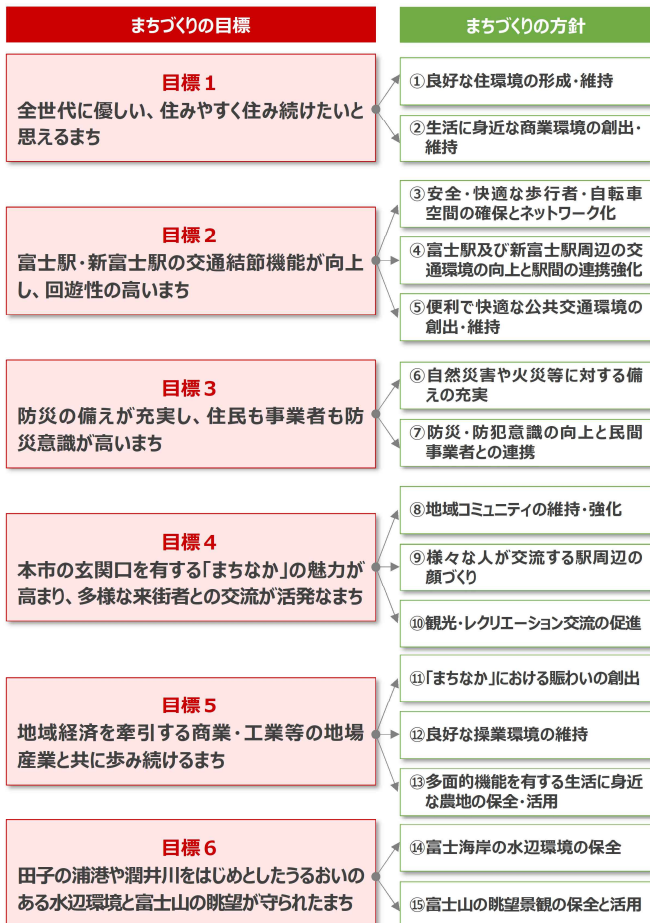 まちづくりの目標
まちづくりの方針
目標1
全世代に優しい、住みやすく住み続けたいと
思えるまち
①良好な住環境の形成・維持
②生活に身近な商業環境の創出・
維持
目標2
富士駅・新富士駅の交通結節機能が向上
し、回遊性の高いまち
③安全・快適な歩行者・自転車
空間の確保とネットワーク化
④富士駅及び新富士駅周辺の交
通環境の向上と駅間の連携強化
⑤便利で快適な公共交通環境の
創出・維持
目標3
防災の備えが充実し、住民も事業者も防
災意識が高いまち
⑥自然災害や火災等に対する備
えの充実
⑦防災・防犯意識の向上と民間
事業者との連携
目標4
本市の玄関口を有する「まちなか」の魅力が
高まり、多様な来街者との交流が活発なまち
⑧地域コミュニティの維持・強化
⑨様々な人が交流する駅周辺の
顔づくり
⑩観光・レクリエーション交流の促進
目標5
地域経済を牽引する商業・工業等の地場
産業と共に歩み続けるまち
⑪「まちなか」における賑わいの創出
⑫良好な操業環境の維持
⑬多面的機能を有する生活に身近
な農地の保全・活用
目標6
田子の浦港や潤井川をはじめとしたうるおいの
ある水辺環境と富士山の眺望が守られたまち
⑭富士海岸の水辺環境の保全
⑮富士山の眺望景観の保全と活用